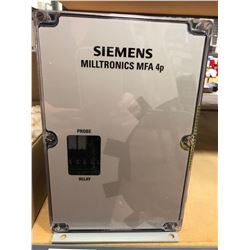 SIEMENS
MILLTRONICS MFA 4p
PROBE
RELAY